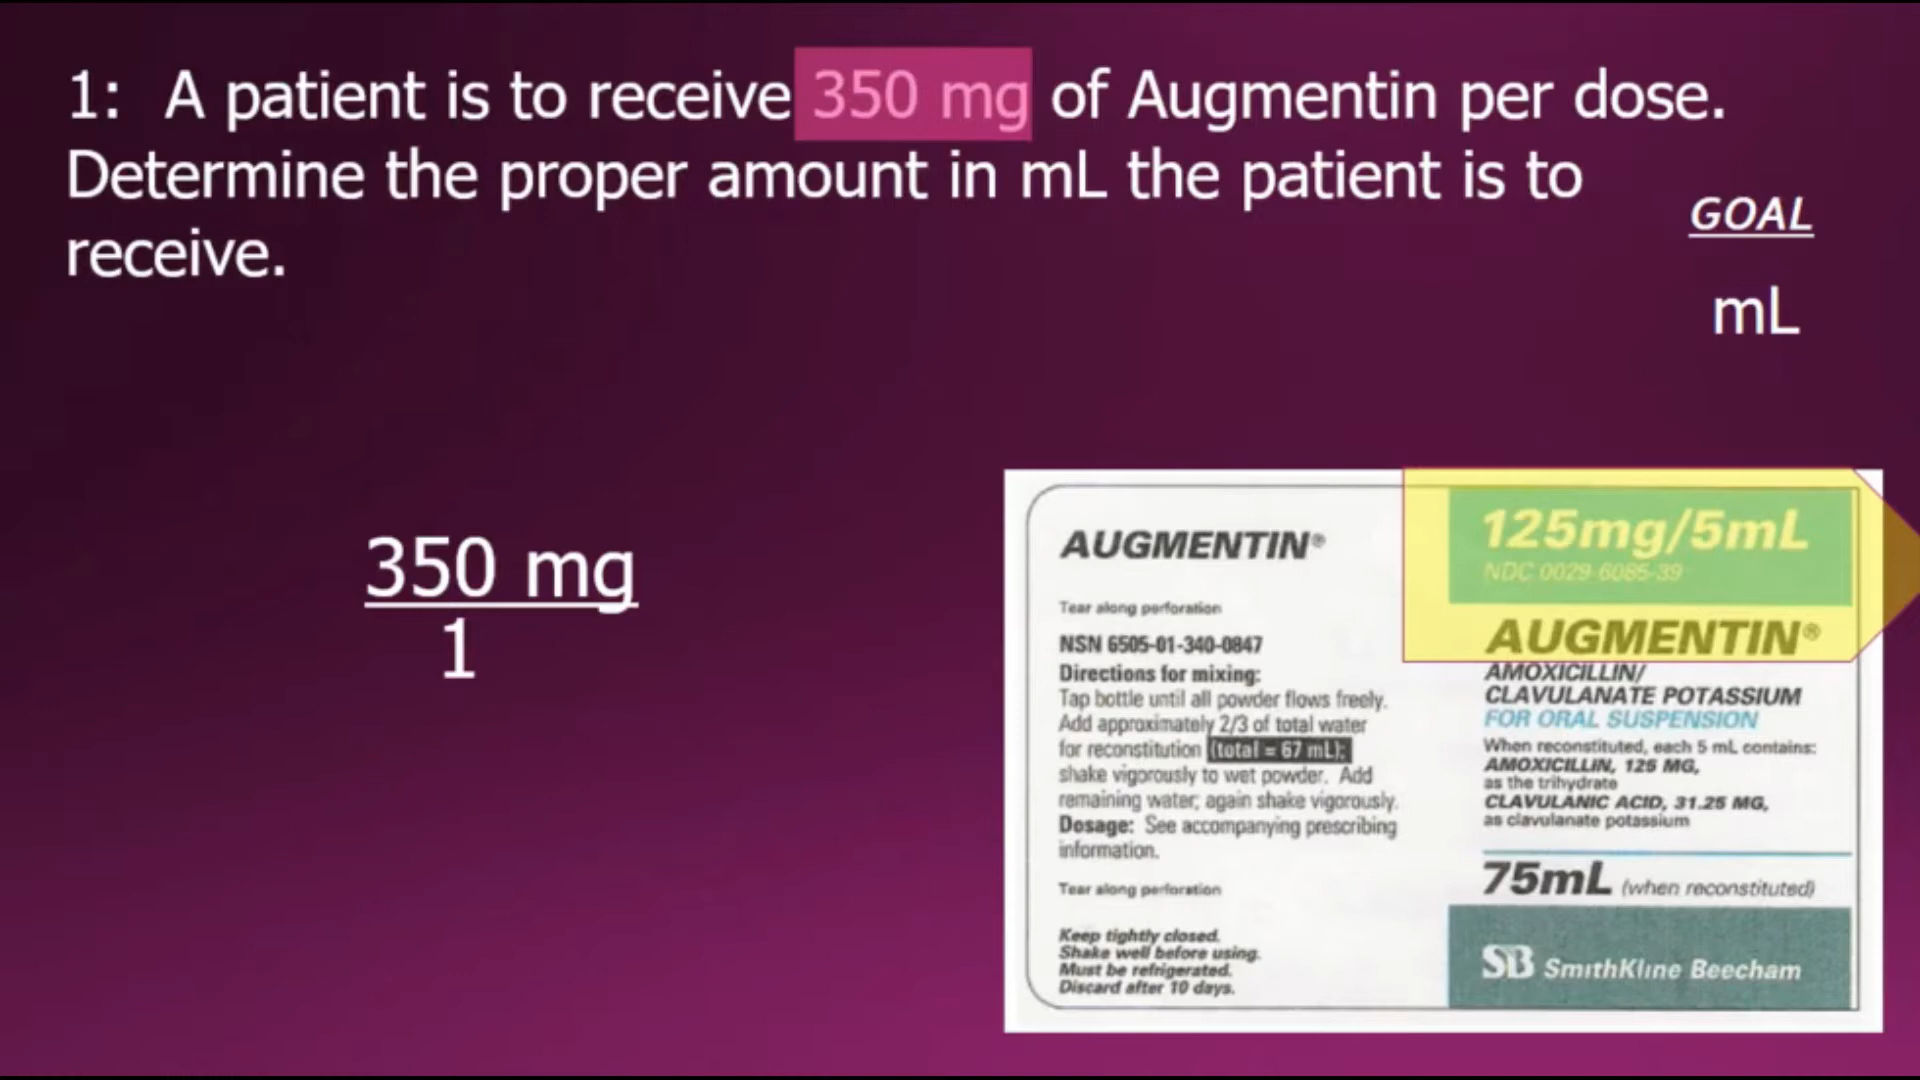 1: A patient is to receive 350 mg of Augmentin per dose.
Determine the proper amount in mL the patient is to
receive.
GOAL
mL
350 mg
1
AUGMENTIN®
Tear along perforation
NSN 6505-01-340-0847
Directions for mixing:
Tap bottle until all powder flows freely.
Add approximately 2/3 of total water
for reconstitution (total = 67 mL);
shake vigorously to wet powder. Add
remaining water; again shake vigorously.
Dosage: See accompanying prescribing
information.
Tear along perforation
Keep tightly closed.
Shake well before using.
Must be refrigerated.
Discard after 10 days.
125mg/5mL
NDC 0029-6085-39
AUGMENTIN®
AMOXICILLIN/
CLAVULANATE POTASSIUM
FOR ORAL SUSPENSION
When reconstituted, each 5 mL contains:
AMOXICILLIN, 125 MG,
as the trihydrate
CLAVULANIC ACID, 31.25 MG,
as clavulanate potassium
75mL (when reconstituted)
SB SmithKline Beecham